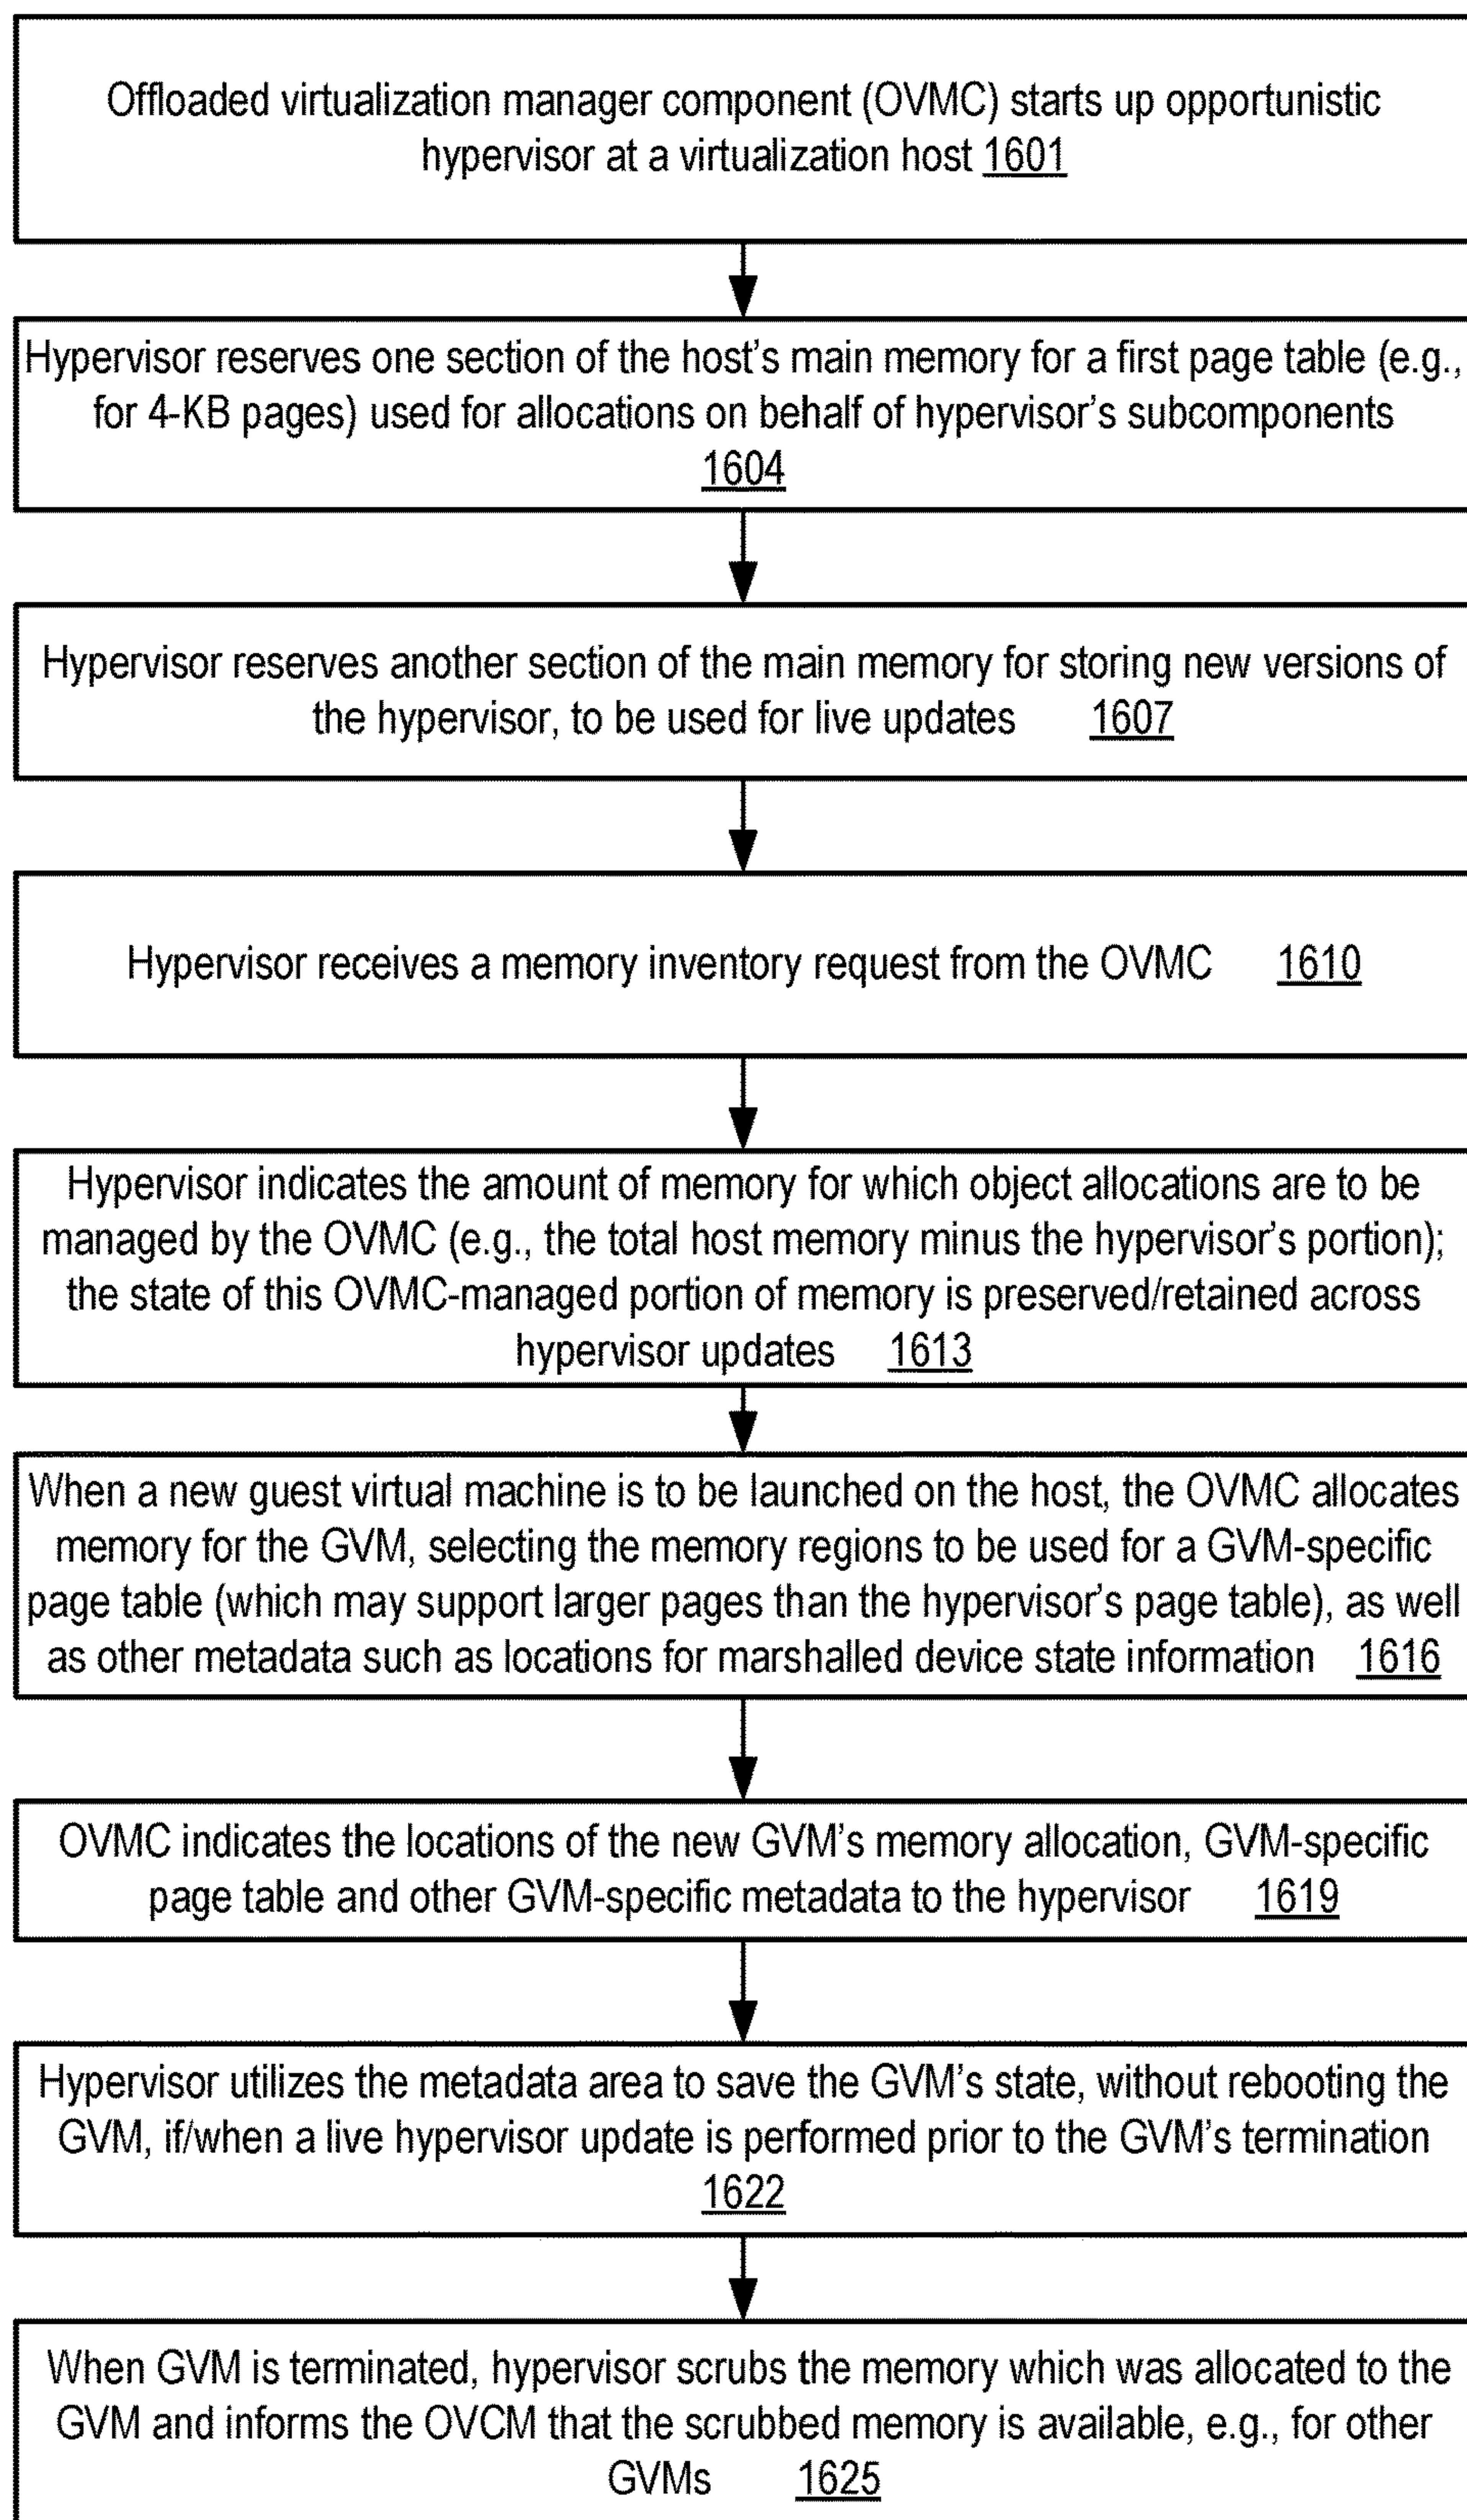 Offloaded virtualization manager component (OVMC) starts up opportunistic
hypervisor at a virtualization host 1601
Hypervisor reserves one section of the host's main memory for a first page table (e.g.,
for 4-KB pages) used for allocations on behalf of hypervisor's subcomponents
1604
Hypervisor reserves another section of the main memory for storing new versions of
the hypervisor, to be used for live updates 1607
Hypervisor receives a memory inventory request from the OVMC 1610
Hypervisor indicates the amount of memory for which object allocations are to be
managed by the OVMC (e.g., the total host memory minus the hypervisor's portion);
the state of this OVMC-managed portion of memory is preserved/retained across
hypervisor updates 1613
When a new guest virtual machine is to be launched on the host, the OVMC allocates
memory for the GVM, selecting the memory regions to be used for a GVM-specific
page table (which may support larger pages than the hypervisor's page table), as well
as other metadata such as locations for marshalled device state information 1616
OVMC indicates the locations of the new GVM's memory allocation, GVM-specific
page table and other GVM-specific metadata to the hypervisor 1619
Hypervisor utilizes the metadata area to save the GVM's state, without rebooting the
GVM, if/when a live hypervisor update is performed prior to the GVM's termination
1622
When GVM is terminated, hypervisor scrubs the memory which was allocated to the
GVM and informs the OVCM that the scrubbed memory is available, e.g., for other
GVMs 1625